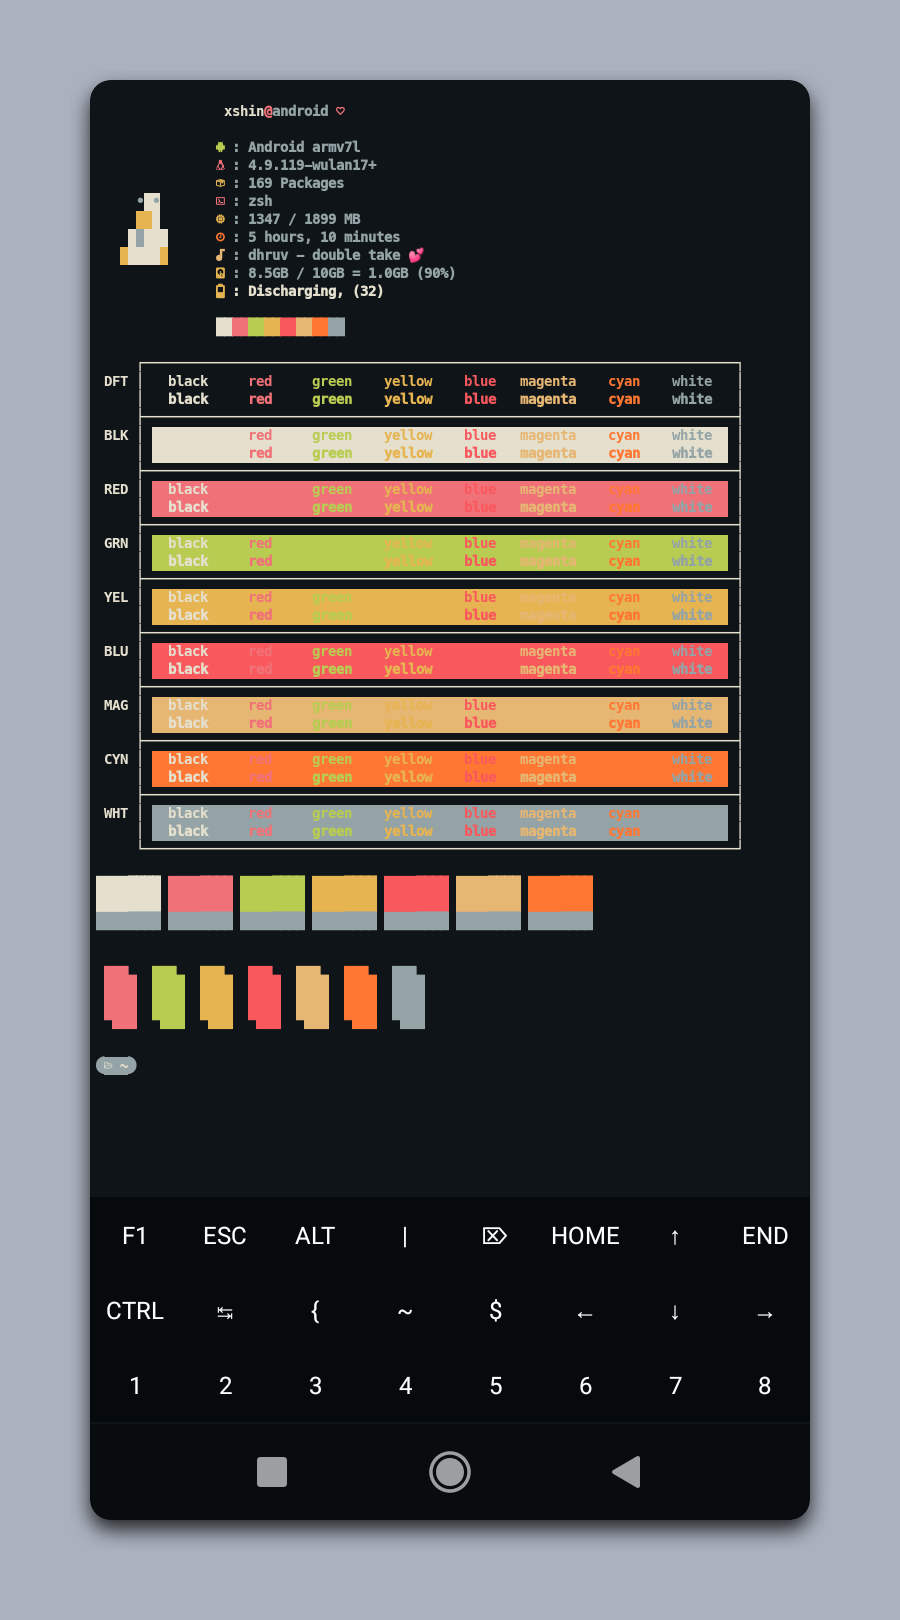 xshin@android ♡
: Android armv7l
: 4.9.119-wulan17+
: 169 Packages
: zsh
: 1347 / 1899 MB
: 5 hours, 10 minutes
: dhruv - double take 💕
: 8.5GB / 10GB = 1.0GB (90%)
: Discharging, (32)
DFT black red green yellow blue magenta cyan white
black red green yellow blue magenta cyan white
BLK red green yellow blue magenta cyan white
red green yellow blue magenta cyan white
RED black green yellow blue magenta cyan white
black green yellow blue magenta cyan white
GRN black red yellow blue magenta cyan white
black red yellow blue magenta cyan white
YEL black red green blue magenta cyan white
black red green blue magenta cyan white
BLU black red green yellow magenta cyan white
black red green yellow magenta cyan white
MAG black red green yellow blue cyan white
black red green yellow blue cyan white
CYN black red green yellow blue magenta white
black red green yellow blue magenta white
WHT black red green yellow blue magenta cyan
black red green yellow blue magenta cyan
~
F1 ESC ALT | ⌦ HOME ↑ END
CTRL ↹ { ~ $ ← ↓ →
1 2 3 4 5 6 7 8